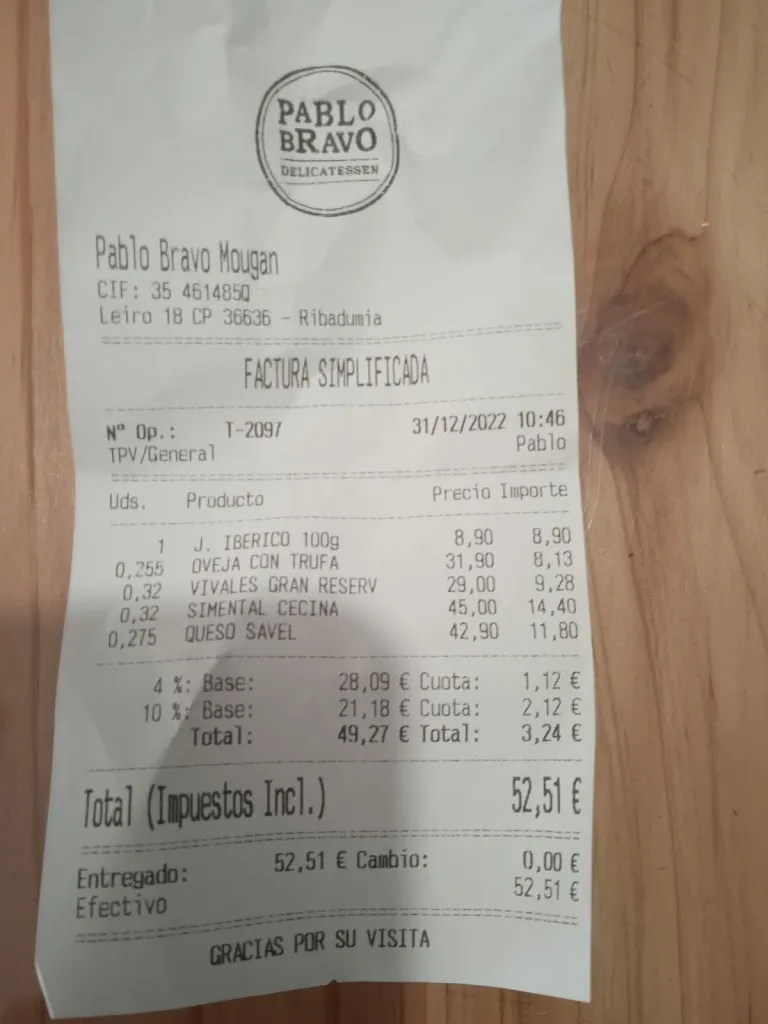 PABLO
BRAVO
DELICATESSEN
Pablo Bravo Mougan
CIF: 35 461485Q
Leiro 18 CP 36636 - Ribadumia
FACTURA SIMPLIFICADA
Nº Op.: T-2097 31/12/2022 10:46
TPV/General Pablo
Uds. Producto Precio Importe
1 J. IBERICO 100g 8,90 8,90
0,255 OVEJA CON TRUFA 31,90 8,13
0,32 VIVALES GRAN RESERV 29,00 9,28
0,32 SIMENTAL CECINA 45,00 14,40
0,275 QUESO SAVEL 42,90 11,80
4 %: Base: 28,09 € Cuota: 1,12 €
10 %: Base: 21,18 € Cuota: 2,12 €
Total: 49,27 € Total: 3,24 €
Total (Impuestos Incl.) 52,51 €
Entregado: 52,51 € Cambio: 0,00 €
Efectivo 52,51 €
GRACIAS POR SU VISITA